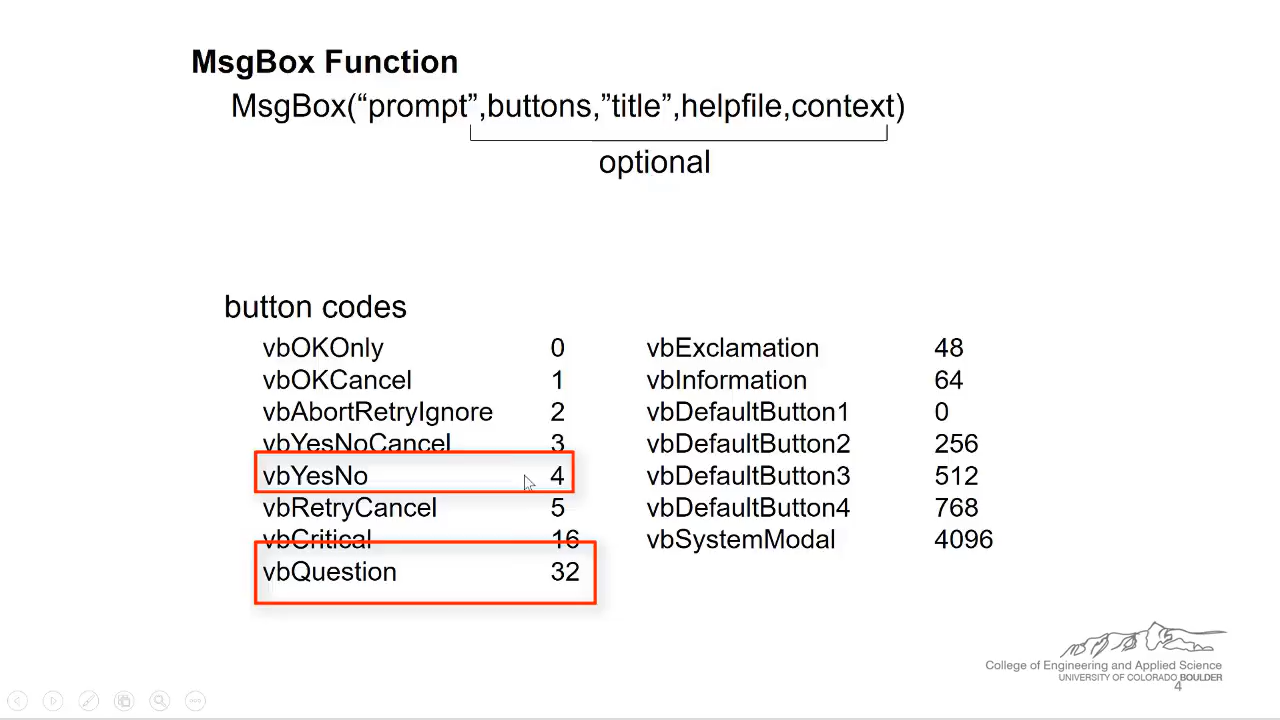 MsgBox Function
MsgBox(“prompt”,buttons,”title”,helpfile,context)
optional
button codes
vbOKOnly 0
vbOKCancel 1
vbAbortRetryIgnore 2
vbYesNoCancel 3
vbYesNo 4
vbRetryCancel 5
vbCritical 16
vbQuestion 32
vbExclamation 48
vbInformation 64
vbDefaultButton1 0
vbDefaultButton2 256
vbDefaultButton3 512
vbDefaultButton4 768
vbSystemModal 4096
College of Engineering and Applied Science
UNIVERSITY OF COLORADO BOULDER
4